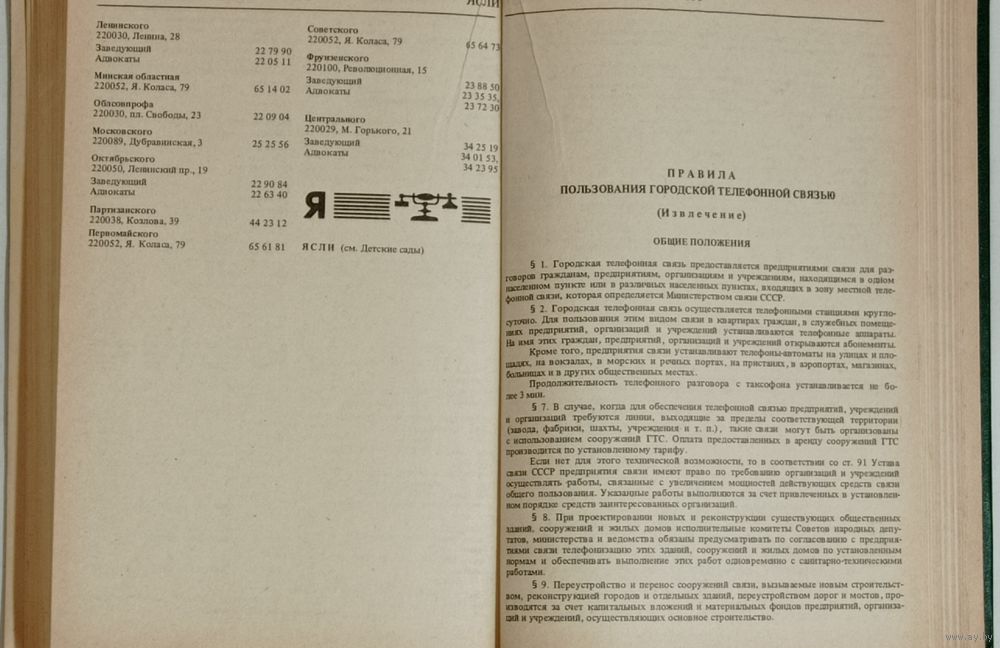 ЯСЛИ
Ленинского
220030, Ленина, 28
Заведующий 22 79 90
Адвокаты 22 05 11
Минская областная
220052, Я. Коласа, 79 65 14 02
Облсовпрофа
220030, пл. Свободы, 23 22 09 04
Московского
220089, Дубравинская, 3 25 25 56
Октябрьского
220050, Ленинский пр., 19
Заведующий 22 90 84
Адвокаты 22 63 40
Партизанского
220038, Козлова, 39 44 23 12
Первомайского
220052, Я. Коласа, 79 65 61 81
Советского
220052, Я. Коласа, 79 65 64 73
Фрунзенского
220100, Революционная, 15
Заведующий 23 88 50
Адвокаты 23 35 35,
23 72 30
Центрального
220029, М. Горького, 21
Заведующий 34 25 19
Адвокаты 34 01 53,
34 23 95
Я
ЯСЛИ (см. Детские сады)
ПРАВИЛА
ПОЛЬЗОВАНИЯ ГОРОДСКОЙ ТЕЛЕФОННОЙ СВЯЗЬЮ
(Извлечение)
ОБЩИЕ ПОЛОЖЕНИЯ
§ 1. Городская телефонная связь предоставляется предприятиями связи для раз-
говоров гражданам, предприятиям, организациям и учреждениям, находящимся в одном
населенном пункте или в различных населенных пунктах, входящих в зону местной теле-
фонной связи, которая определяется Министерством связи СССР.
§ 2. Городская телефонная связь осуществляется телефонными станциями кругло-
суточно. Для пользования этим видом связи в квартирах граждан, в служебных помеще-
ниях предприятий, организаций и учреждений устанавливаются телефонные аппараты.
На имя этих граждан, предприятий, организаций и учреждений открываются абонементы.
Кроме того, предприятия связи устанавливают телефоны-автоматы на улицах и пло-
щадях, на вокзалах, в морских и речных портах, на пристанях, в аэропортах, магазинах,
больницах и в других общественных местах.
Продолжительность телефонного разговора с таксофона устанавливается не бо-
лее 3 мин.
§ 7. В случае, когда для обеспечения телефонной связью предприятий, учреждений
и организаций требуются линии, выходящие за пределы соответствующей территории
(завода, фабрики, шахты, учреждения и т. п.), такие связи могут быть организованы
с использованием сооружений ГТС. Оплата предоставленных в аренду сооружений ГТС
производится по установленному тарифу.
Если нет для этого технической возможности, то в соответствии со ст. 91 Устава
связи СССР предприятия связи имеют право по требованию организаций и учреждений
осуществлять работы, связанные с увеличением мощностей действующих средств связи
общего пользования. Указанные работы выполняются за счет привлеченных в установлен-
ном порядке средств заинтересованных организаций.
§ 8. При проектировании новых и реконструкции существующих общественных
зданий, сооружений и жилых домов исполнительные комитеты Советов народных депу-
татов, министерства и ведомства обязаны предусматривать по согласованию с предприя-
тиями связи телефонизацию этих зданий, сооружений и жилых домов по установленным
нормам и обеспечивать выполнение этих работ одновременно с санитарно-техническими
работами.
§ 9. Переустройство и перенос сооружений связи, вызываемые новым строительст-
вом, реконструкцией городов и отдельных зданий, переустройством дорог и мостов, про-
изводятся за счет капитальных вложений и материальных фондов предприятий, организа-
ций и учреждений, осуществляющих основное строительство.
www.ay.by